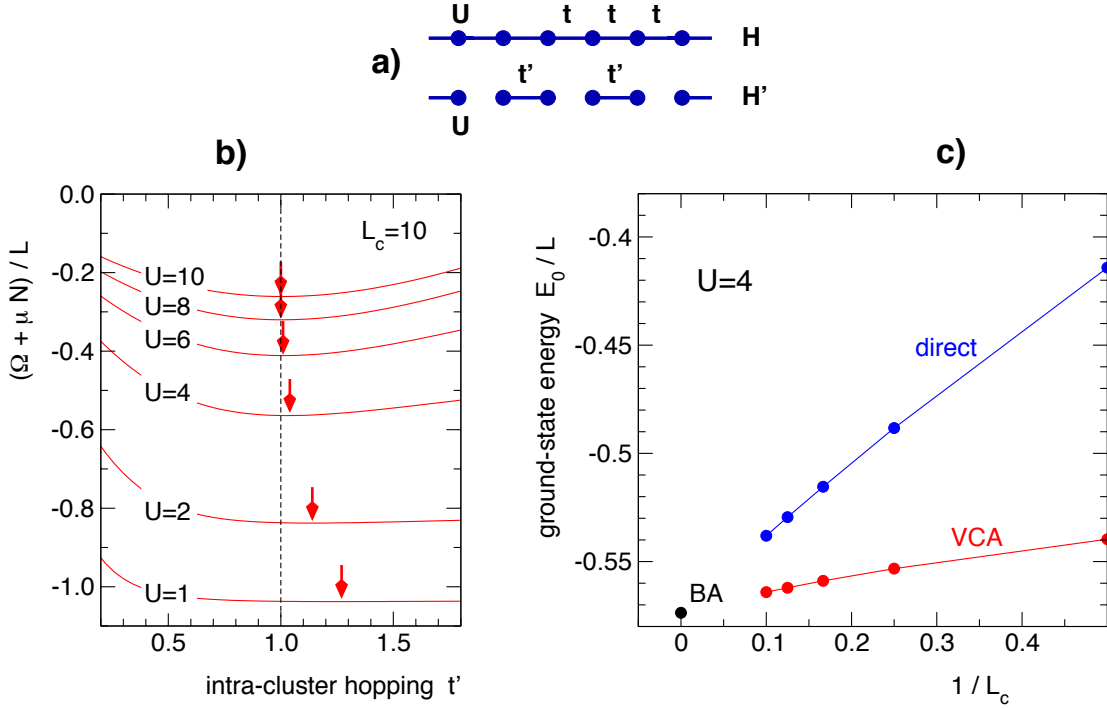 U t t t
H
a)
t' t'
H'
U
b)
c)
(Ω + μ N) / L
0.0
-0.2
-0.4
-0.6
-0.8
-1.0
L_c=10
U=10
U=8
U=6
U=4
U=2
U=1
0.5 1.0 1.5
intra-cluster hopping t'
ground-state energy E_0 / L
-0.4
-0.45
-0.5
-0.55
U=4
direct
VCA
BA
0 0.1 0.2 0.3 0.4
1 / L_c